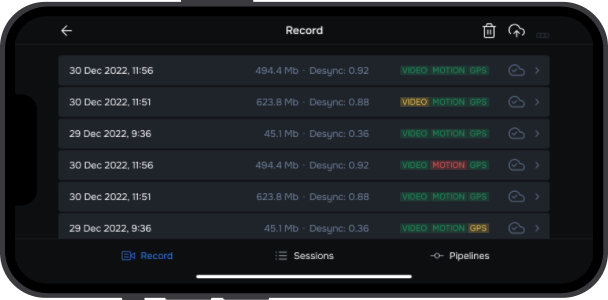 Record
30 Dec 2022, 11:56 494.4 Mb · Desync: 0.92 VIDEO MOTION GPS
30 Dec 2022, 11:51 623.8 Mb · Desync: 0.88 VIDEO MOTION GPS
29 Dec 2022, 9:36 45.1 Mb · Desync: 0.36 VIDEO MOTION GPS
30 Dec 2022, 11:56 494.4 Mb · Desync: 0.92 VIDEO MOTION GPS
30 Dec 2022, 11:51 623.8 Mb · Desync: 0.88 VIDEO MOTION GPS
29 Dec 2022, 9:36 45.1 Mb · Desync: 0.36 VIDEO MOTION GPS
Record Sessions Pipelines